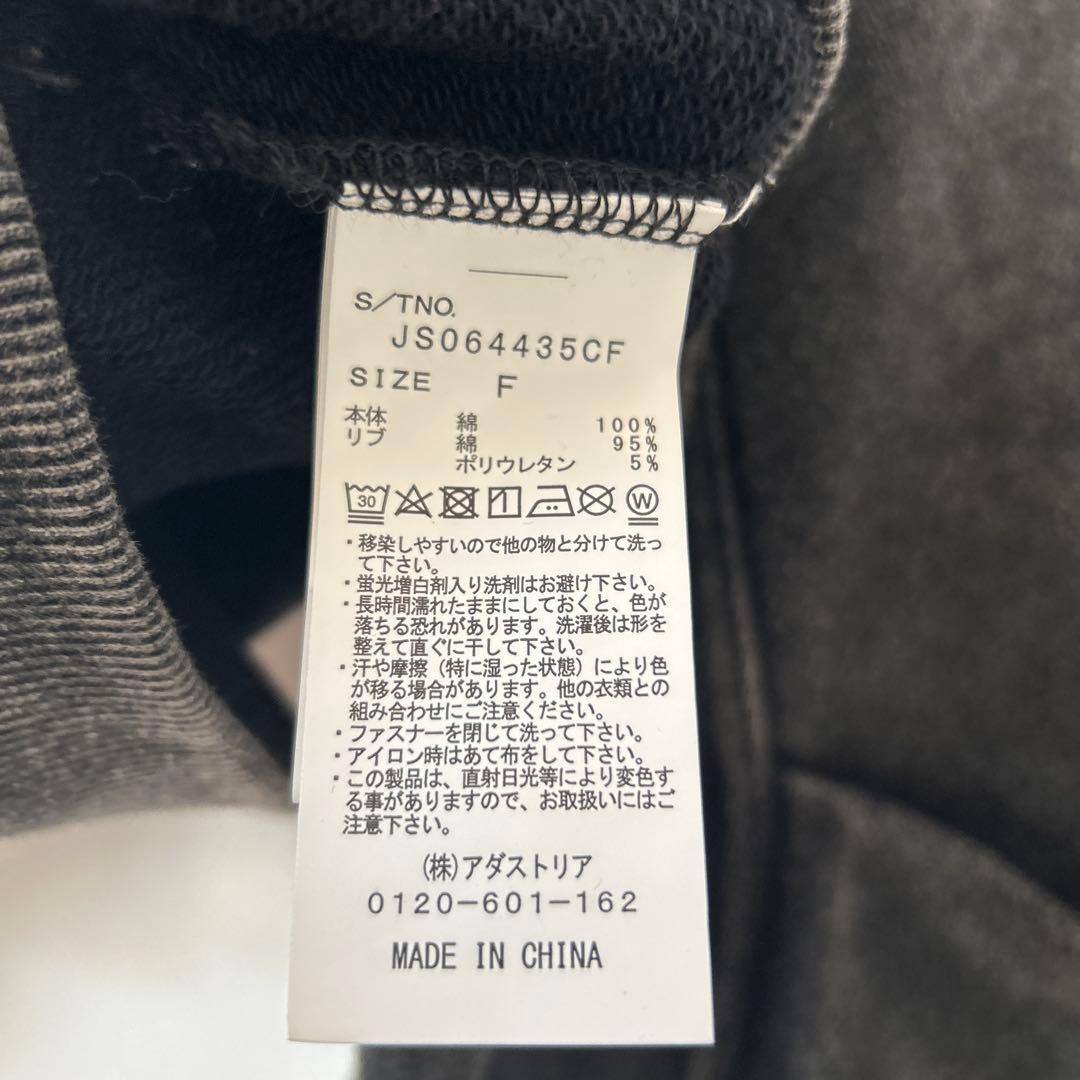 S/TNO.
JS064435CF
SIZE F
本体 綿 100%
リブ 綿 95%
ポリウレタン 5%
30 W
・移染しやすいので他の物と分けて洗っ
て下さい。
・蛍光増白剤入り洗剤はお避け下さい。
・長時間濡れたままにしておくと、色が
落ちる恐れがあります。洗濯後は形を
整えて直ぐに干して下さい。
・汗や摩擦（特に湿った状態）により色
が移る場合があります。他の衣類との
組み合わせにご注意ください。
・ファスナーを閉じて洗って下さい。
・アイロン時はあて布をして下さい。
・この製品は、直射日光等により変色す
る事がありますので、お取扱いにはご
注意下さい。
(株)アダストリア
0120-601-162
MADE IN CHINA